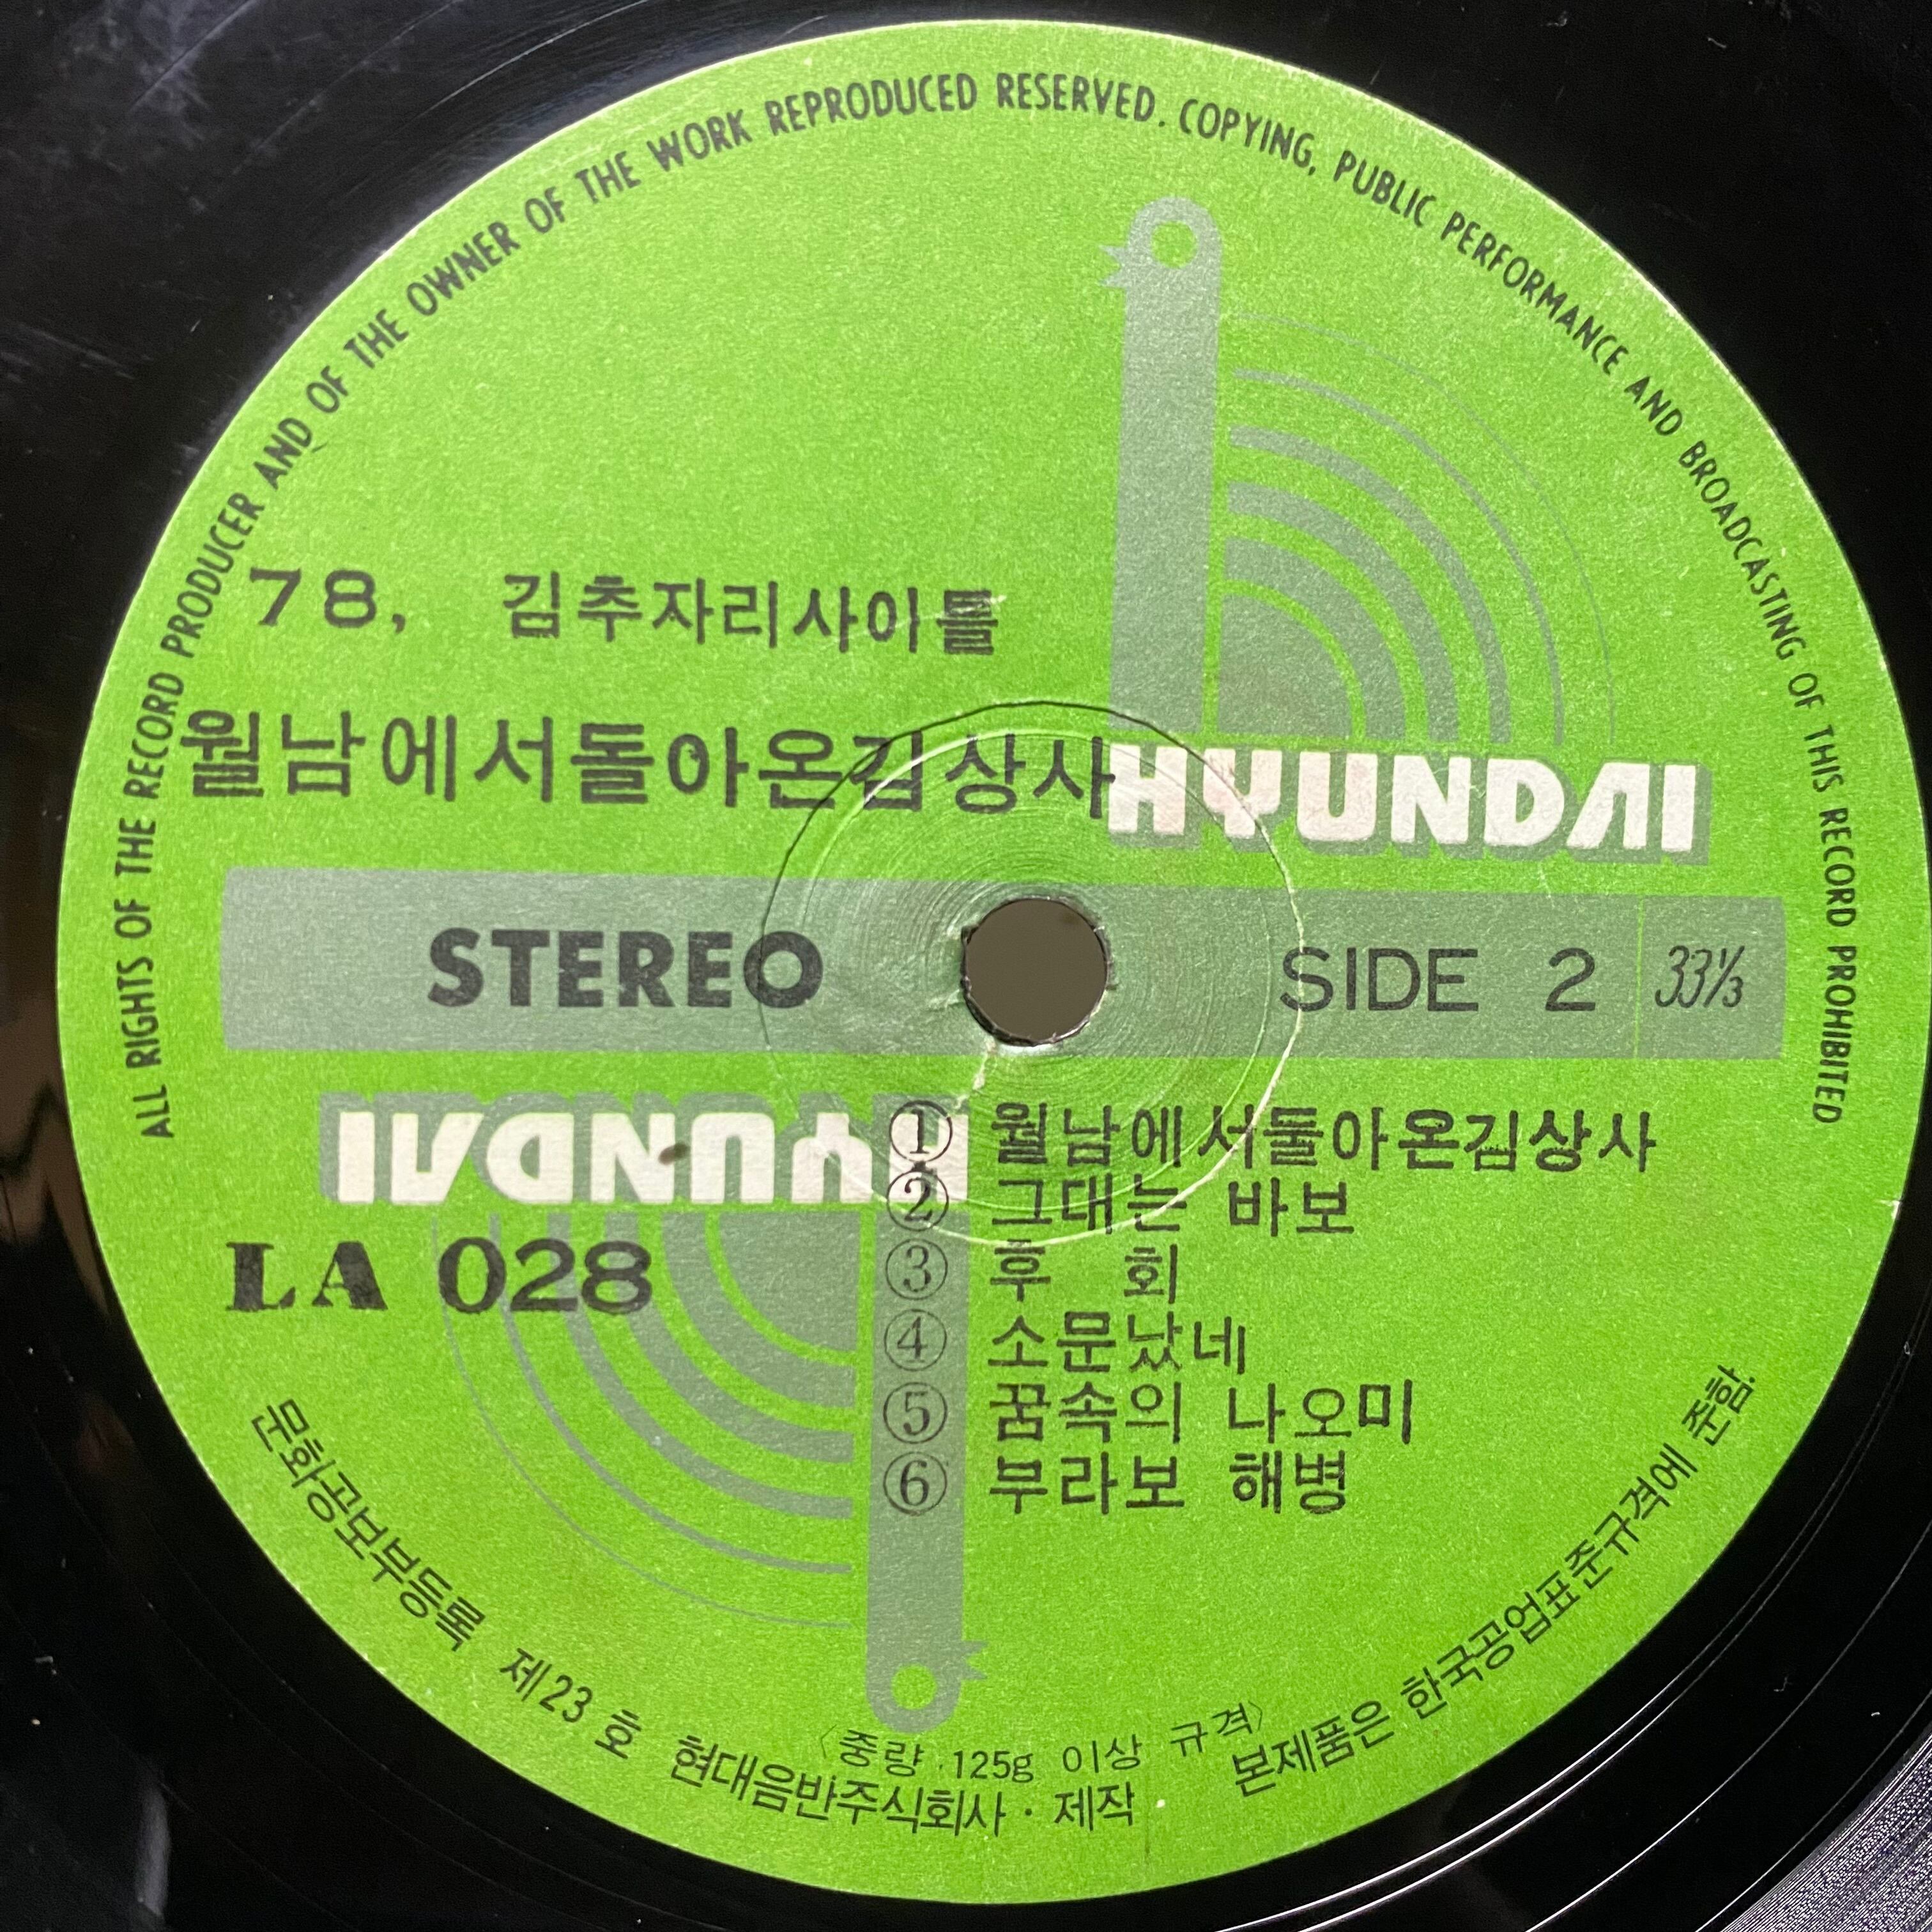 ALL RIGHTS OF THE RECORD PRODUCER AND OF THE OWNER OF THE WORK REPRODUCED RESERVED. COPYING, PUBLIC PERFORMANCE AND BROADCASTING OF THIS RECORD PROHIBITED
78, 김추자리사이틀
월남에서돌아온김상사
HYUNDAI
STEREO
SIDE 2
33⅓
HYUNDAI
LA 028
① 월남에서돌아온김상사
② 그대는 바보
③ 후 회
④ 소문났네
⑤ 꿈속의 나오미
⑥ 부라보 해병
〈중량 125g 이상 규격〉
문화공보부등록 제23호 현대음반주식회사·제작 본제품은 한국공업표준규격에 준함.